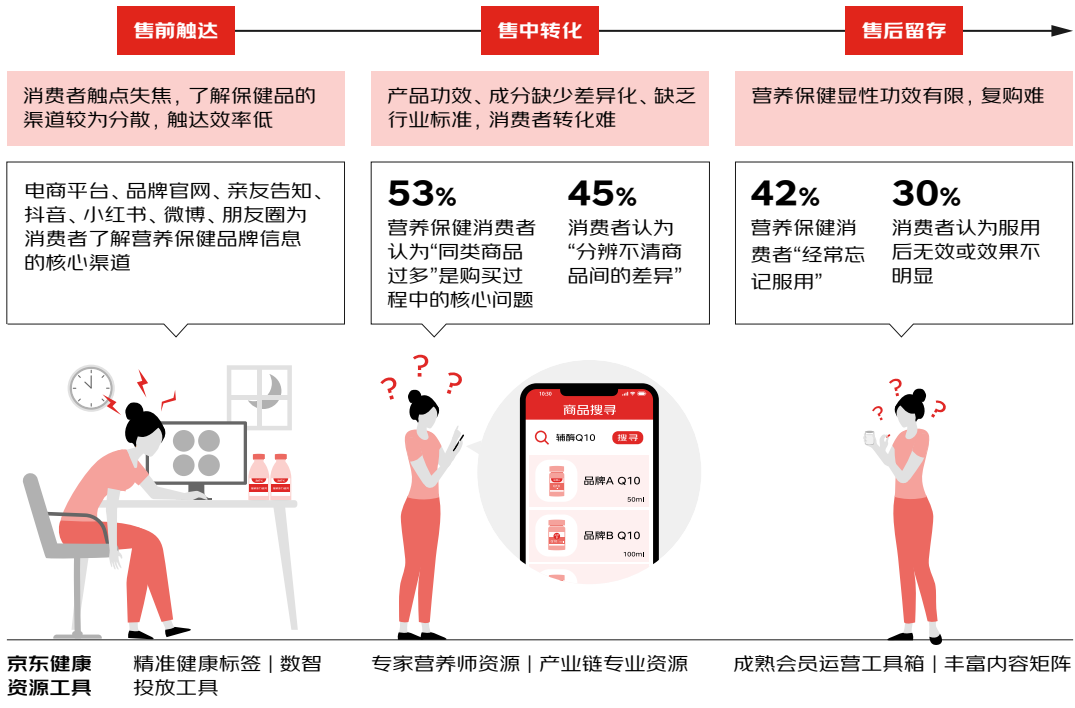 售前触达
售中转化
售后留存
消费者触点失焦，了解保健品的
渠道较为分散，触达效率低
产品功效、成分缺少差异化、缺乏
行业标准，消费者转化难
营养保健显性功效有限，复购难
电商平台、品牌官网、亲友告知、
抖音、小红书、微博、朋友圈为
消费者了解营养保健品牌信息
的核心渠道
53%
营养保健消费者
认为“同类商品
过多”是购买过
程中的核心问题
45%
消费者认为
“分辨不清商
品间的差异”
42%
营养保健消
费者“经常忘
记服用”
30%
消费者认为服用
后无效或效果不
明显
?
?
?
10:30
商品搜寻
辅酶Q10
搜寻
品牌A Q10
50ml
品牌B Q10
100ml
?
?
?
京东健康
资源工具
精准健康标签 | 数智
投放工具
专家营养师资源 | 产业链专业资源
成熟会员运营工具箱 | 丰富内容矩阵